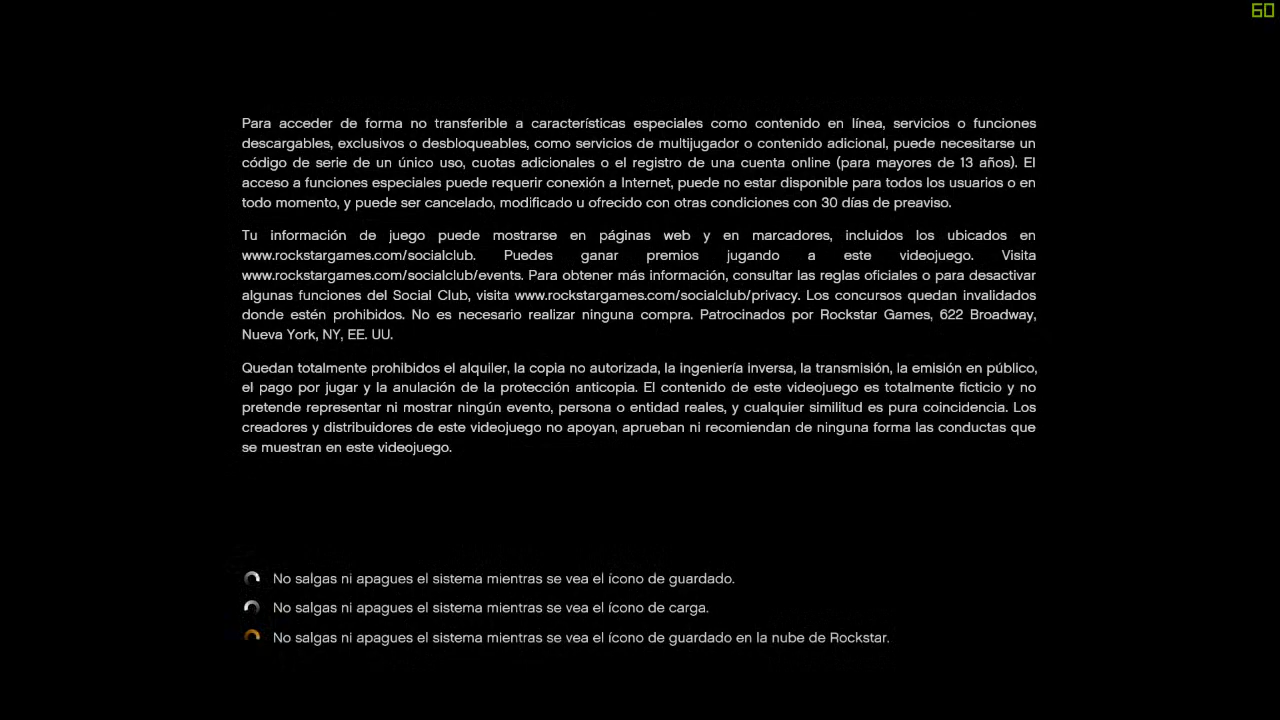 60
Para acceder de forma no transferible a características especiales como contenido en línea, servicios o funciones
descargables, exclusivos o desbloqueables, como servicios de multijugador o contenido adicional, puede necesitarse un
código de serie de un único uso, cuotas adicionales o el registro de una cuenta online (para mayores de 13 años). El
acceso a funciones especiales puede requerir conexión a Internet, puede no estar disponible para todos los usuarios o en
todo momento, y puede ser cancelado, modificado u ofrecido con otras condiciones con 30 días de preaviso.
Tu información de juego puede mostrarse en páginas web y en marcadores, incluidos los ubicados en
www.rockstargames.com/socialclub. Puedes ganar premios jugando a este videojuego. Visita
www.rockstargames.com/socialclub/events. Para obtener más información, consultar las reglas oficiales o para desactivar
algunas funciones del Social Club, visita www.rockstargames.com/socialclub/privacy. Los concursos quedan invalidados
donde estén prohibidos. No es necesario realizar ninguna compra. Patrocinados por Rockstar Games, 622 Broadway,
Nueva York, NY, EE. UU.
Quedan totalmente prohibidos el alquiler, la copia no autorizada, la ingeniería inversa, la transmisión, la emisión en público,
el pago por jugar y la anulación de la protección anticopia. El contenido de este videojuego es totalmente ficticio y no
pretende representar ni mostrar ningún evento, persona o entidad reales, y cualquier similitud es pura coincidencia. Los
creadores y distribuidores de este videojuego no apoyan, aprueban ni recomiendan de ninguna forma las conductas que
se muestran en este videojuego.
No salgas ni apagues el sistema mientras se vea el ícono de guardado.
No salgas ni apagues el sistema mientras se vea el ícono de carga.
No salgas ni apagues el sistema mientras se vea el ícono de guardado en la nube de Rockstar.